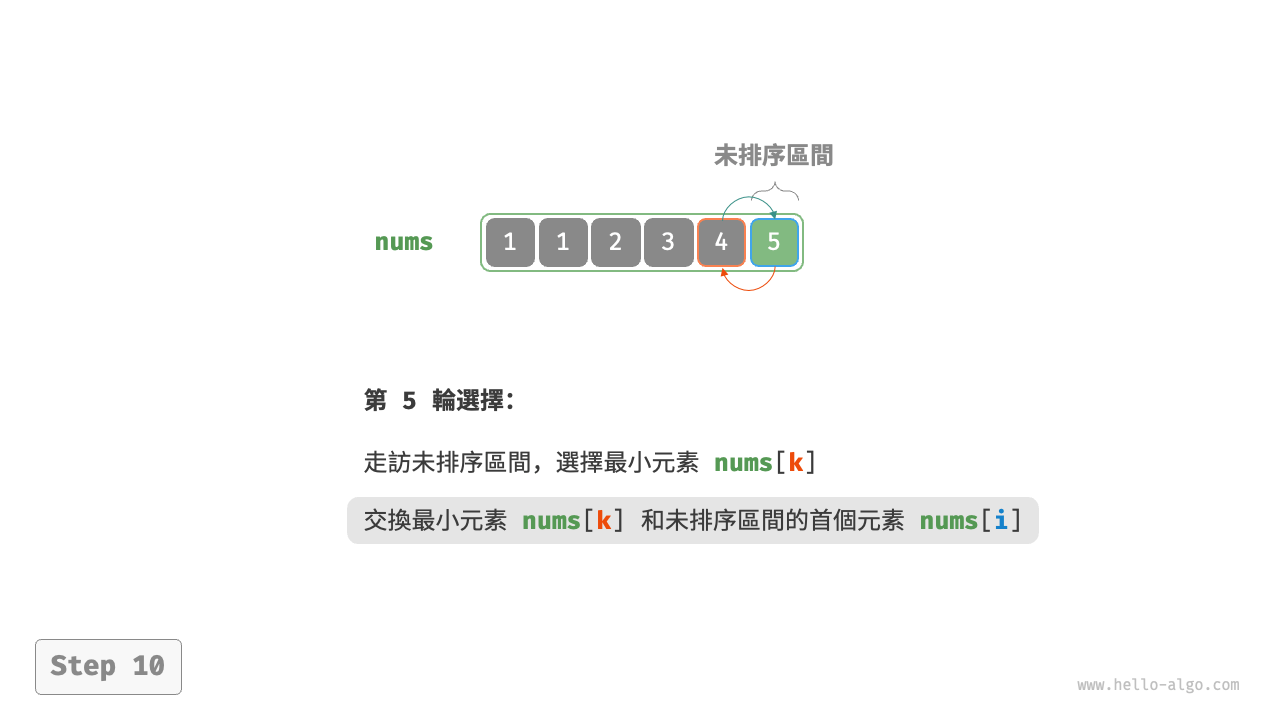 未排序區間
nums 1 1 2 3 4 5
第 5 輪選擇：
走訪未排序區間，選擇最小元素 nums[k]
交換最小元素 nums[k] 和未排序區間的首個元素 nums[i]
Step 10
www.hello-algo.com